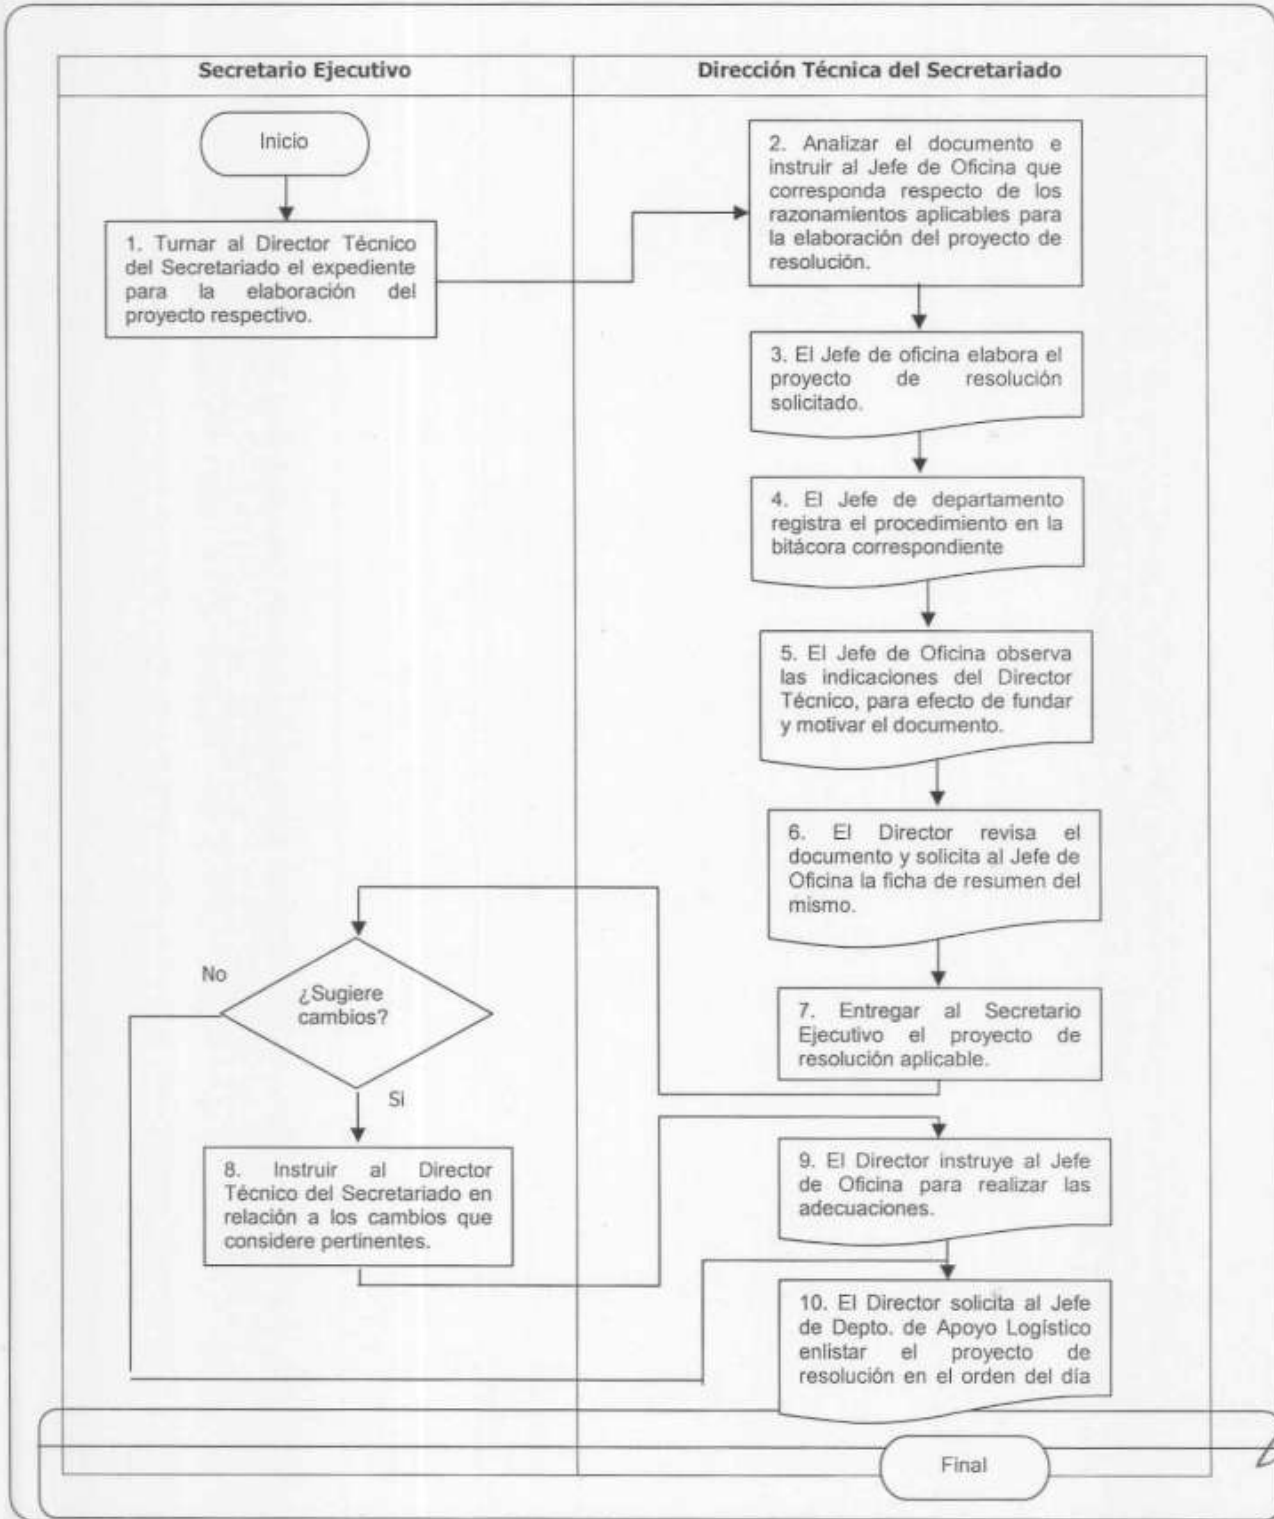 Secretario Ejecutivo
Dirección Técnica del Secretariado
Inicio
1. Turnar al Director Técnico
del Secretariado el expediente
para la elaboración del
proyecto respectivo.
2. Analizar el documento e
instruir al Jefe de Oficina que
corresponda respecto de los
razonamientos aplicables para
la elaboración del proyecto de
resolución.
3. El Jefe de oficina elabora el
proyecto de resolución
solicitado.
4. El Jefe de departamento
registra el procedimiento en la
bitácora correspondiente
5. El Jefe de Oficina observa
las indicaciones del Director
Técnico, para efecto de fundar
y motivar el documento.
6. El Director revisa el
documento y solicita al Jefe de
Oficina la ficha de resumen del
mismo.
7. Entregar al Secretario
Ejecutivo el proyecto de
resolución aplicable.
No
¿Sugiere
cambios?
Si
8. Instruir al Director
Técnico del Secretariado en
relación a los cambios que
considere pertinentes.
9. El Director instruye al Jefe
de Oficina para realizar las
adecuaciones.
10. El Director solicita al Jefe
de Depto. de Apoyo Logístico
enlistar el proyecto de
resolución en el orden del día
Final